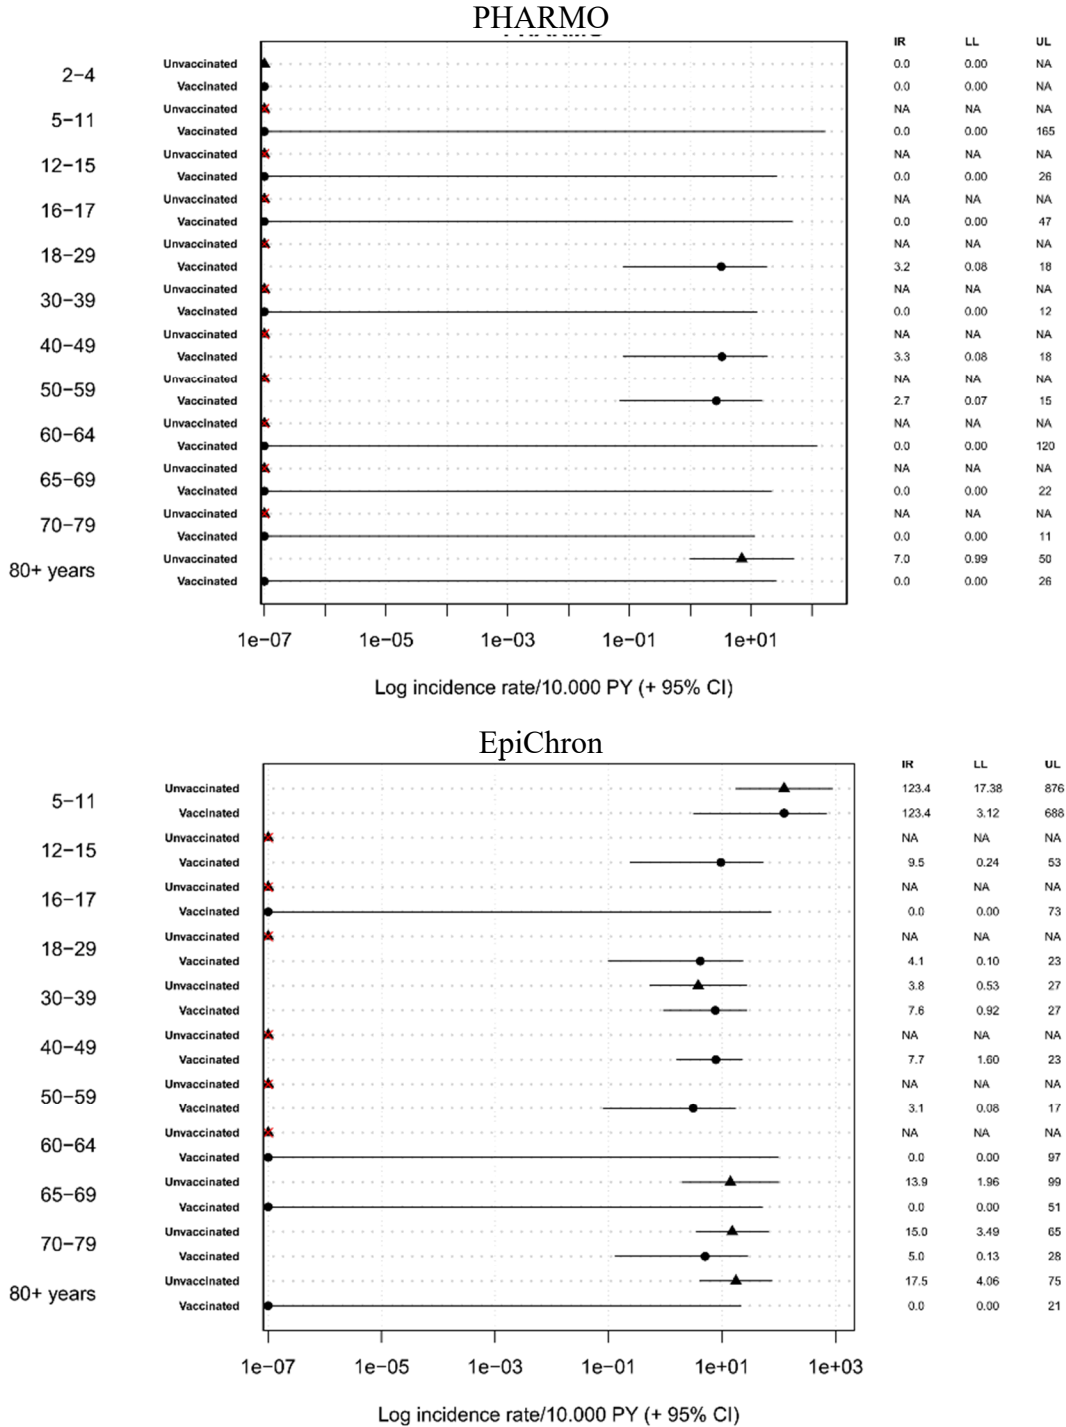 PHARMO
IR LL UL
2–4
Unvaccinated 0.0 0.00 NA
Vaccinated 0.0 0.00 NA
5–11
Unvaccinated NA NA NA
Vaccinated 0.0 0.00 165
12–15
Unvaccinated NA NA NA
Vaccinated 0.0 0.00 26
16–17
Unvaccinated NA NA NA
Vaccinated 0.0 0.00 47
18–29
Unvaccinated NA NA NA
Vaccinated 3.2 0.08 18
30–39
Unvaccinated NA NA NA
Vaccinated 0.0 0.00 12
40–49
Unvaccinated NA NA NA
Vaccinated 3.3 0.08 18
50–59
Unvaccinated NA NA NA
Vaccinated 2.7 0.07 15
60–64
Unvaccinated NA NA NA
Vaccinated 0.0 0.00 120
65–69
Unvaccinated NA NA NA
Vaccinated 0.0 0.00 22
70–79
Unvaccinated NA NA NA
Vaccinated 0.0 0.00 11
80+ years
Unvaccinated 7.0 0.99 50
Vaccinated 0.0 0.00 26
1e−07 1e−05 1e−03 1e−01 1e+01
Log incidence rate/10.000 PY (+ 95% CI)
EpiChron
IR LL UL
5–11
Unvaccinated 123.4 17.38 876
Vaccinated 123.4 3.12 688
12–15
Unvaccinated NA NA NA
Vaccinated 9.5 0.24 53
16–17
Unvaccinated NA NA NA
Vaccinated 0.0 0.00 73
18–29
Unvaccinated NA NA NA
Vaccinated 4.1 0.10 23
30–39
Unvaccinated 3.8 0.53 27
Vaccinated 7.6 0.92 27
40–49
Unvaccinated NA NA NA
Vaccinated 7.7 1.60 23
50–59
Unvaccinated NA NA NA
Vaccinated 3.1 0.08 17
60–64
Unvaccinated NA NA NA
Vaccinated 0.0 0.00 97
65–69
Unvaccinated 13.9 1.96 99
Vaccinated 0.0 0.00 51
70–79
Unvaccinated 15.0 3.49 65
Vaccinated 5.0 0.13 28
80+ years
Unvaccinated 17.5 4.06 75
Vaccinated 0.0 0.00 21
1e−07 1e−05 1e−03 1e−01 1e+01 1e+03
Log incidence rate/10.000 PY (+ 95% CI)